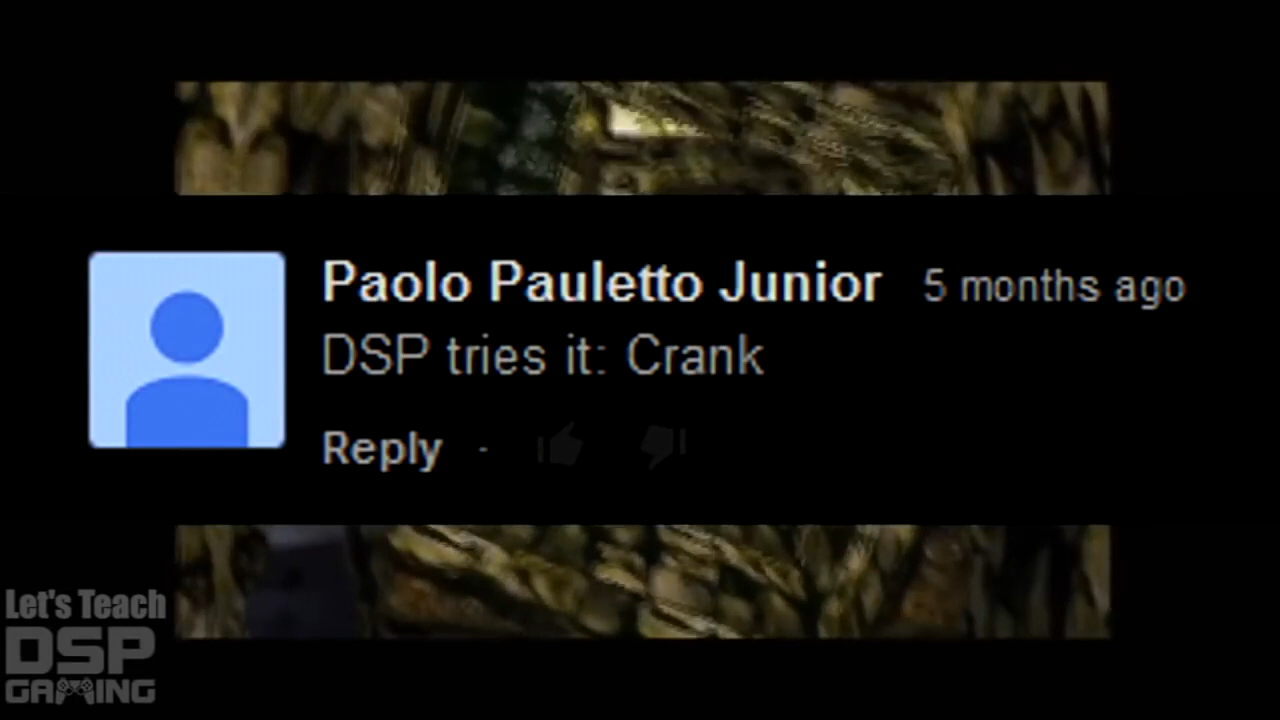 Paolo Pauletto Junior 5 months ago
DSP tries it: Crank
Reply ·
Let's Teach
DSP
GAMING